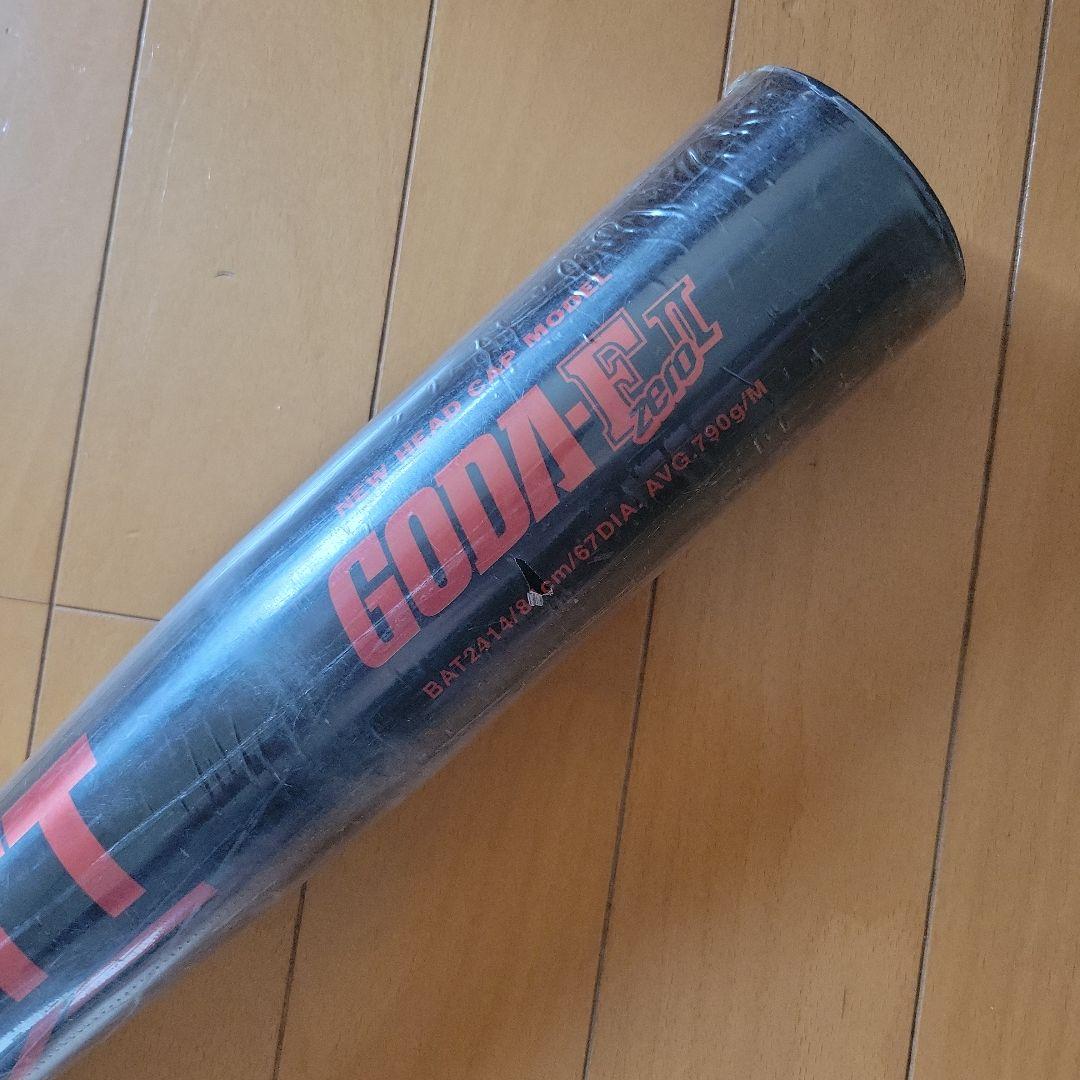 NEW HEAD CAP MODEL
GODA-E II
zero
BAT2414/8 cm/67DIA. AVG.790g/M